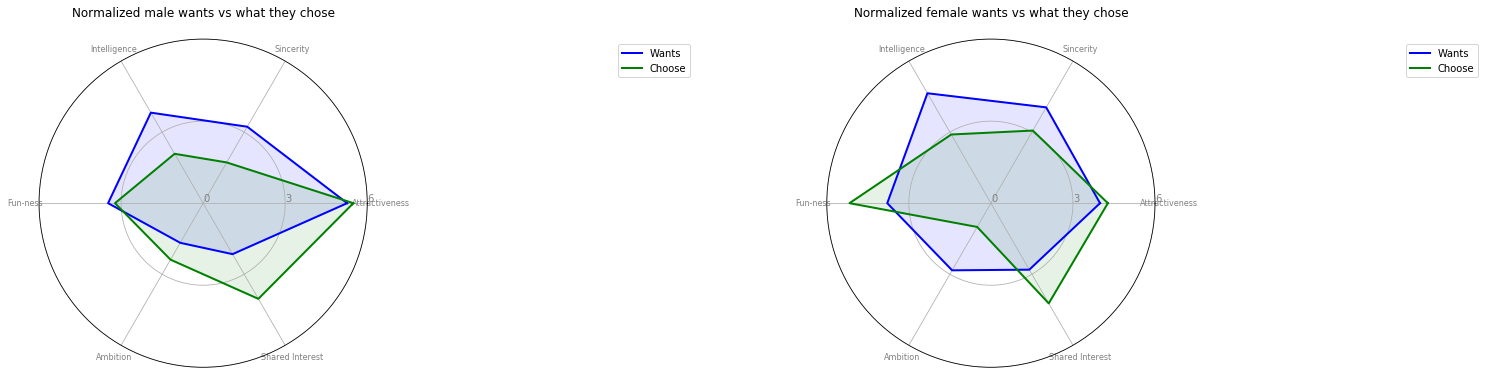 Normalized male wants vs what they chose
Intelligence
Sincerity
Wants
Choose
Fun-ness
0
3
6
Attractiveness
Ambition
Shared Interest
Normalized female wants vs what they chose
Intelligence
Sincerity
Wants
Choose
Fun-ness
0
3
6
Attractiveness
Ambition
Shared Interest